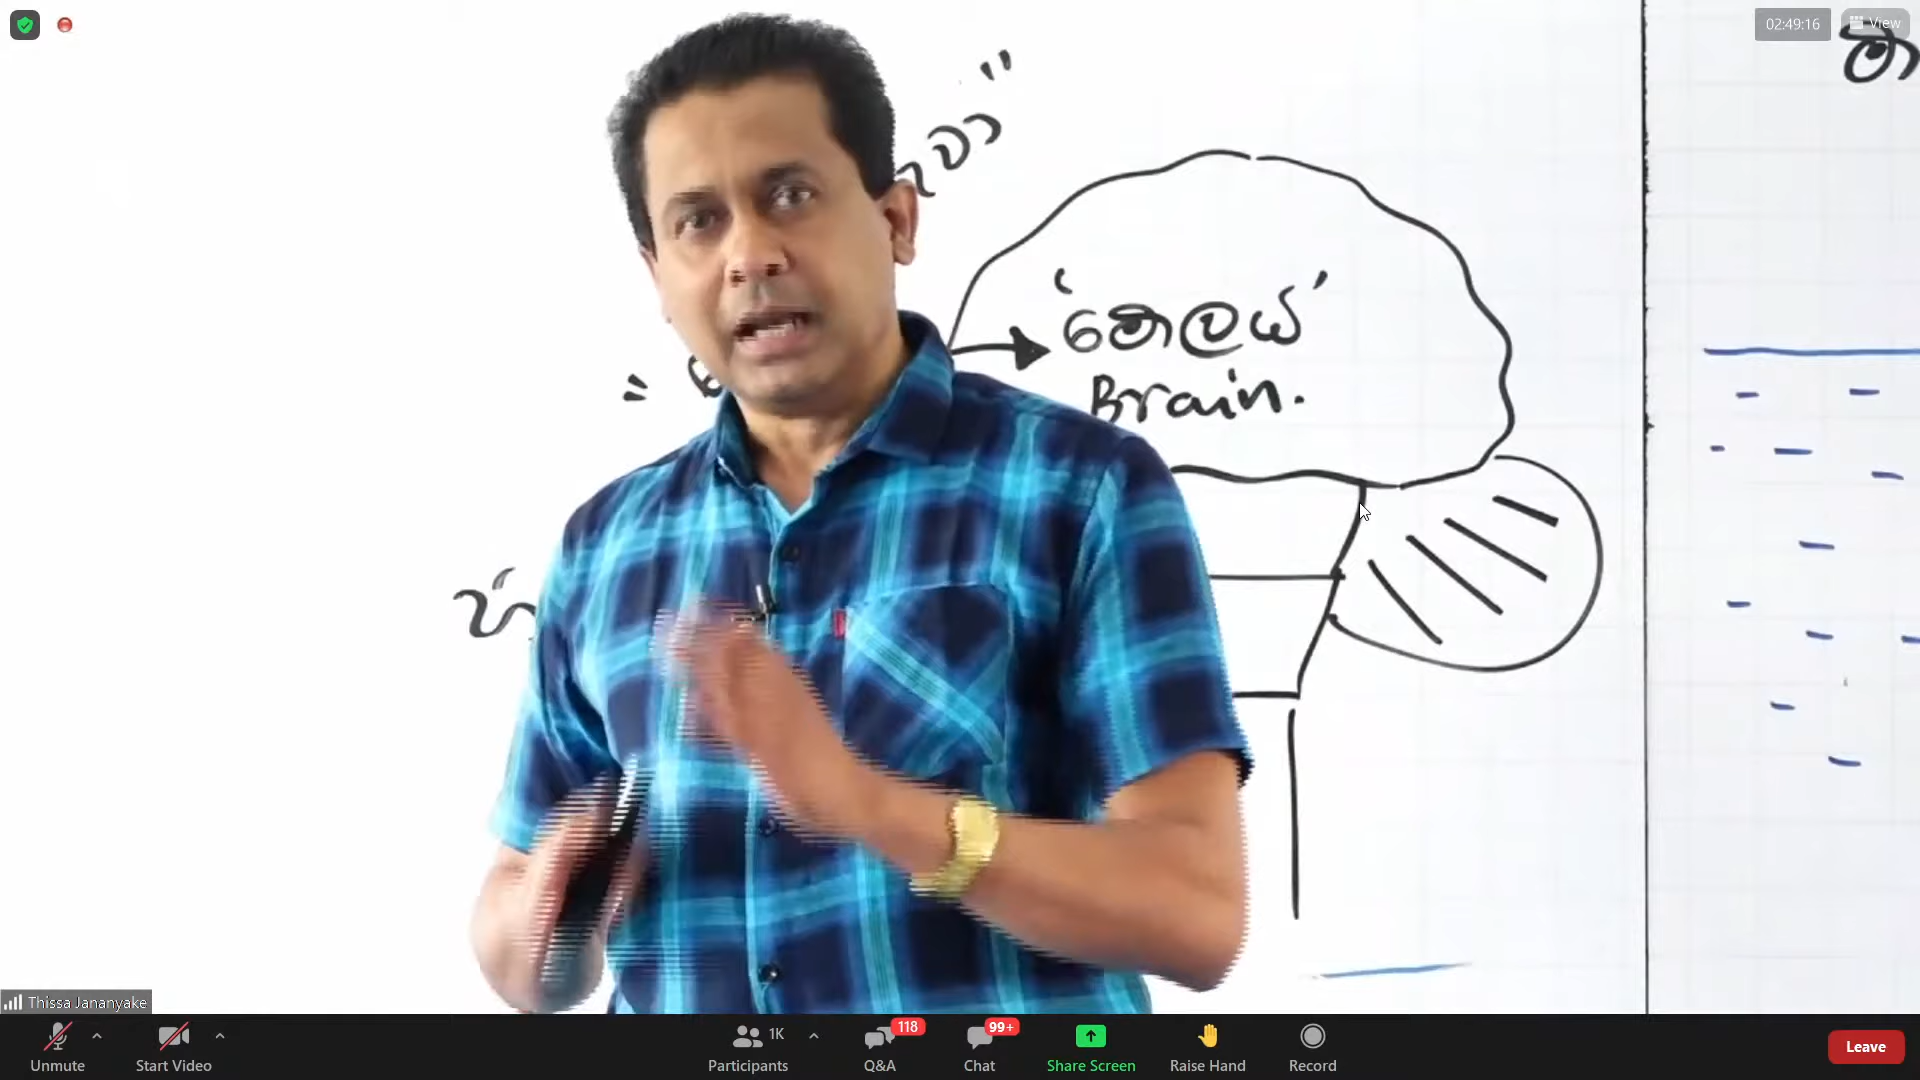 02:49:16
View
'මොලය'
Brain.
Thissa Jananyake
Unmute
Start Video
Participants
1K
Q&A
118
Chat
99+
Share Screen
Raise Hand
Record
Leave